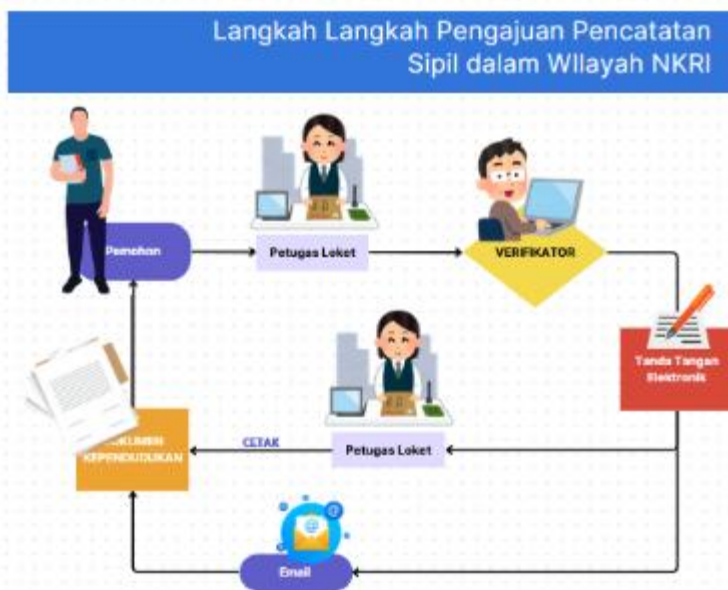 Langkah Langkah Pengajuan Pencatatan
Sipil dalam WIlayah NKRI
Pemohon
Petugas Loket
VERIFIKATOR
Tanda Tangan
Elektronik
Petugas Loket
CETAK
DOKUMEN
KEPENDUDUKAN
Email